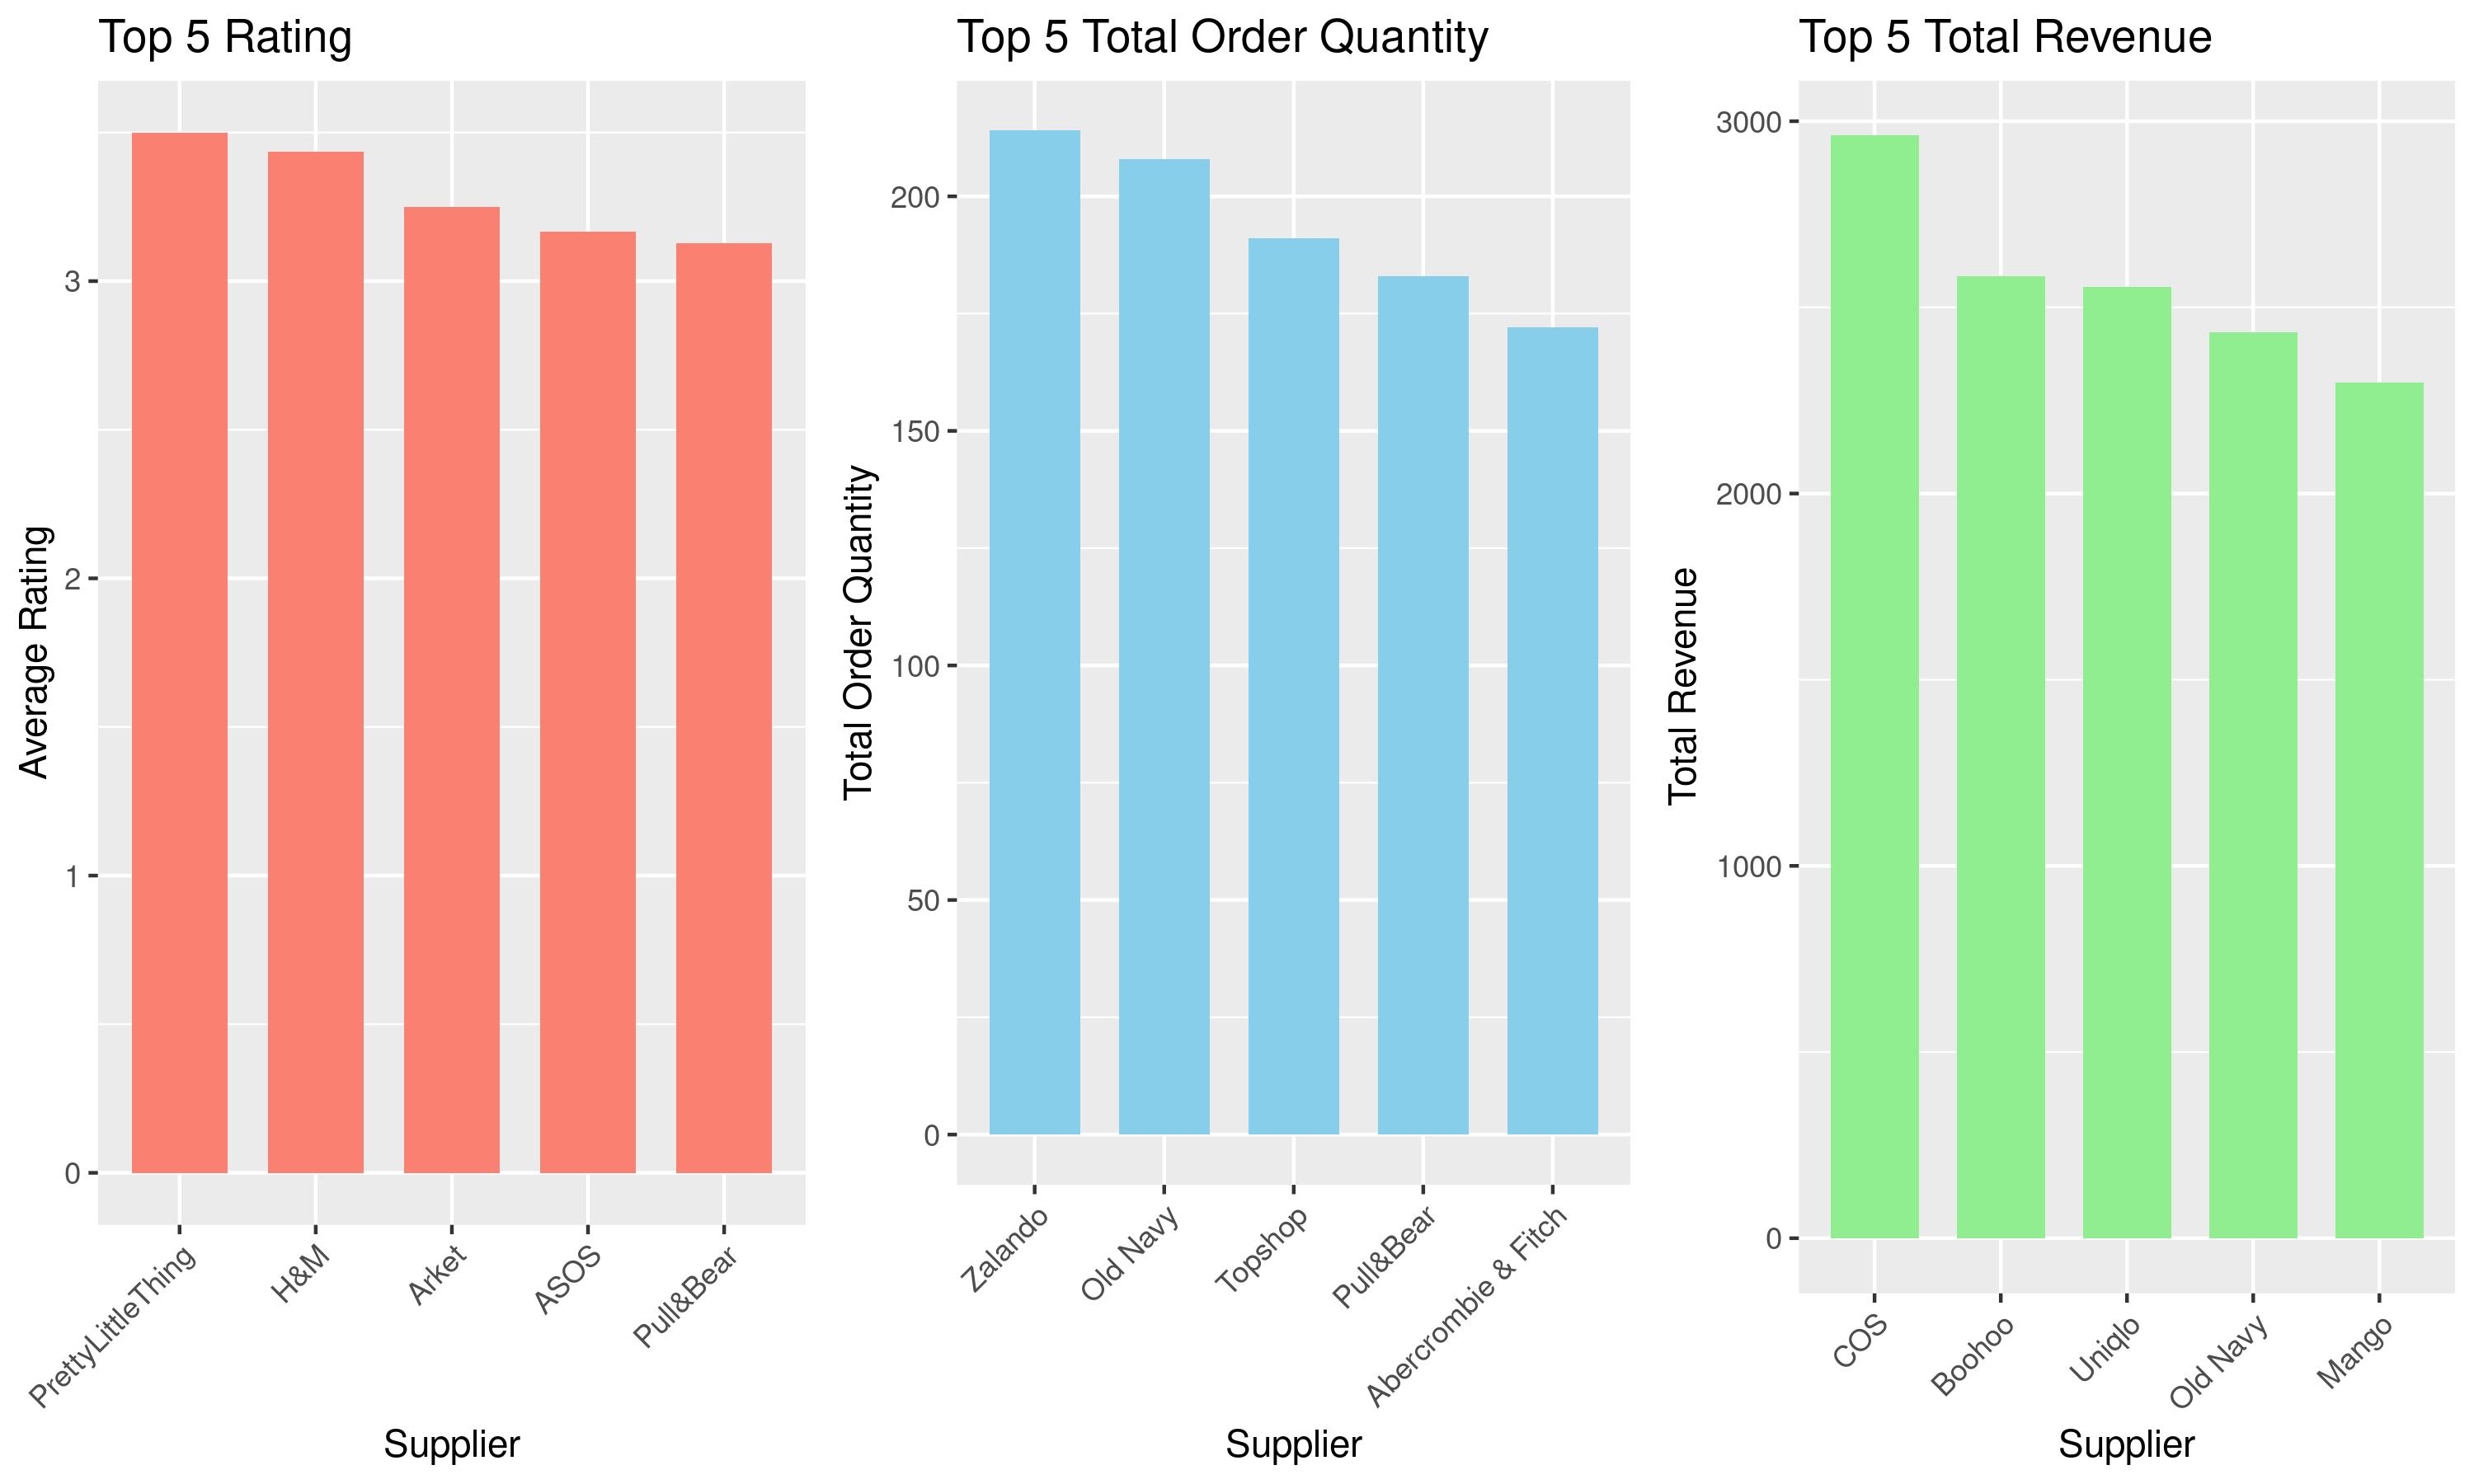 Top 5 Rating
Average Rating
3
2
1
0
PrettyLittleThing
H&M
Arket
ASOS
Pull&Bear
Supplier
Top 5 Total Order Quantity
Total Order Quantity
200
150
100
50
0
Zalando
Old Navy
Topshop
Pull&Bear
Abercrombie & Fitch
Supplier
Top 5 Total Revenue
Total Revenue
3000
2000
1000
0
COS
Boohoo
Uniqlo
Old Navy
Mango
Supplier